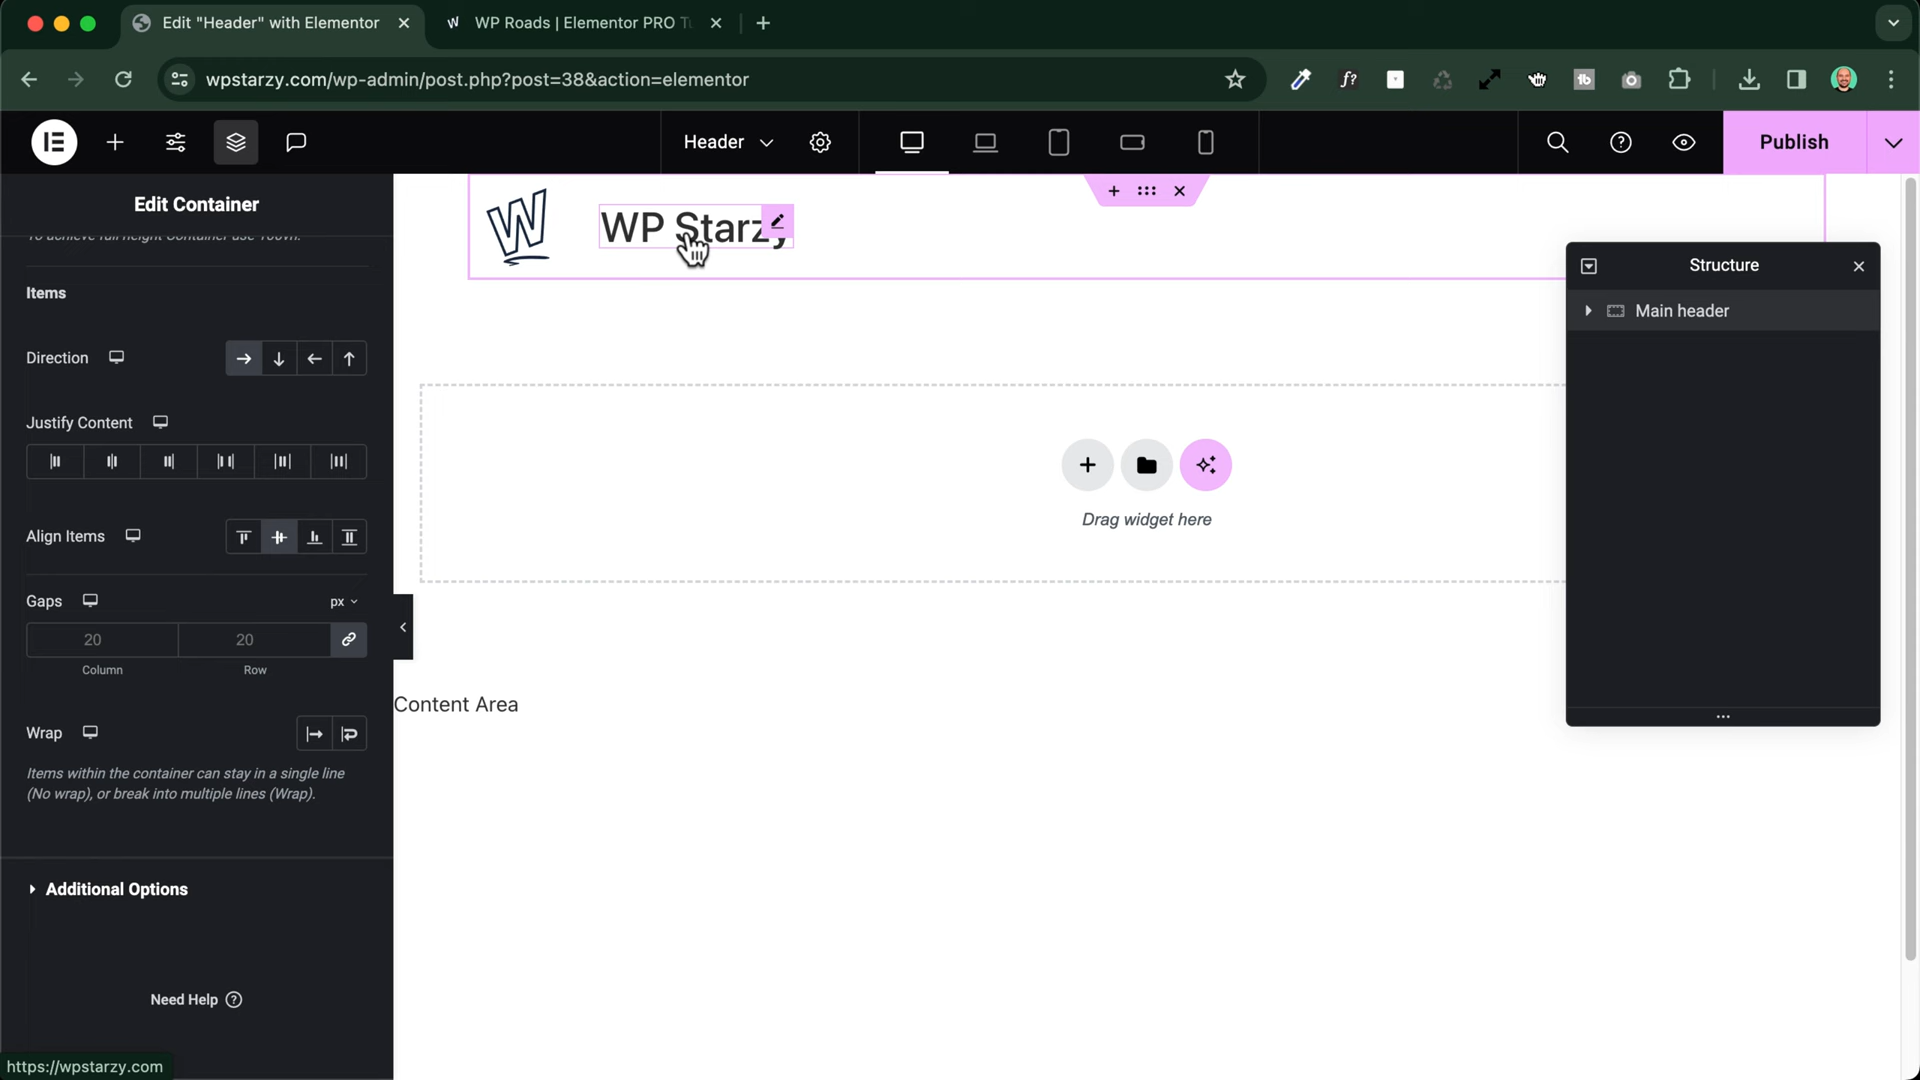 Edit "Header" with Elementor
WP Roads | Elementor PRO Tu
wpstarzy.com/wp-admin/post.php?post=38&action=elementor
f?
tb
Header
Publish
Edit Container
WP Starzy
Structure
Main header
Items
Direction
Justify Content
Align Items
Drag widget here
Gaps
px
20
20
Column
Row
Content Area
Wrap
Items within the container can stay in a single line
(No wrap), or break into multiple lines (Wrap).
Additional Options
Need Help
https://wpstarzy.com